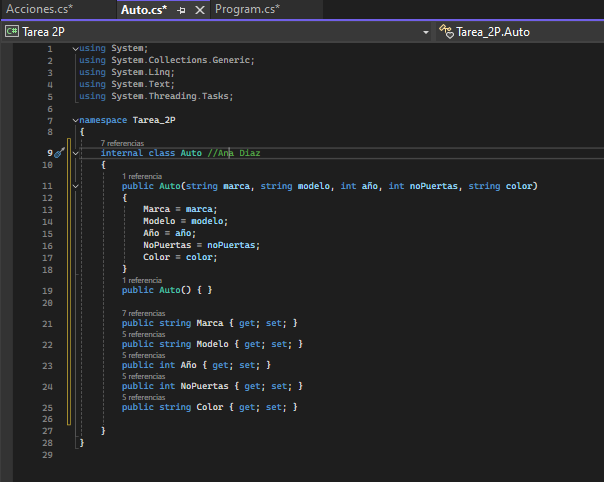 Acciones.cs* Auto.cs* Program.cs*
C# Tarea 2P Tarea_2P.Auto
1 using System;
2 using System.Collections.Generic;
3 using System.Linq;
4 using System.Text;
5 using System.Threading.Tasks;
6
7 namespace Tarea_2P
8 {
7 referencias
9 internal class Auto //Ana Diaz
10 {
1 referencia
11 public Auto(string marca, string modelo, int año, int noPuertas, string color)
12 {
13 Marca = marca;
14 Modelo = modelo;
15 Año = año;
16 NoPuertas = noPuertas;
17 Color = color;
18 }
1 referencia
19 public Auto() { }
20
7 referencias
21 public string Marca { get; set; }
5 referencias
22 public string Modelo { get; set; }
5 referencias
23 public int Año { get; set; }
5 referencias
24 public int NoPuertas { get; set; }
5 referencias
25 public string Color { get; set; }
26
27 }
28 }
29